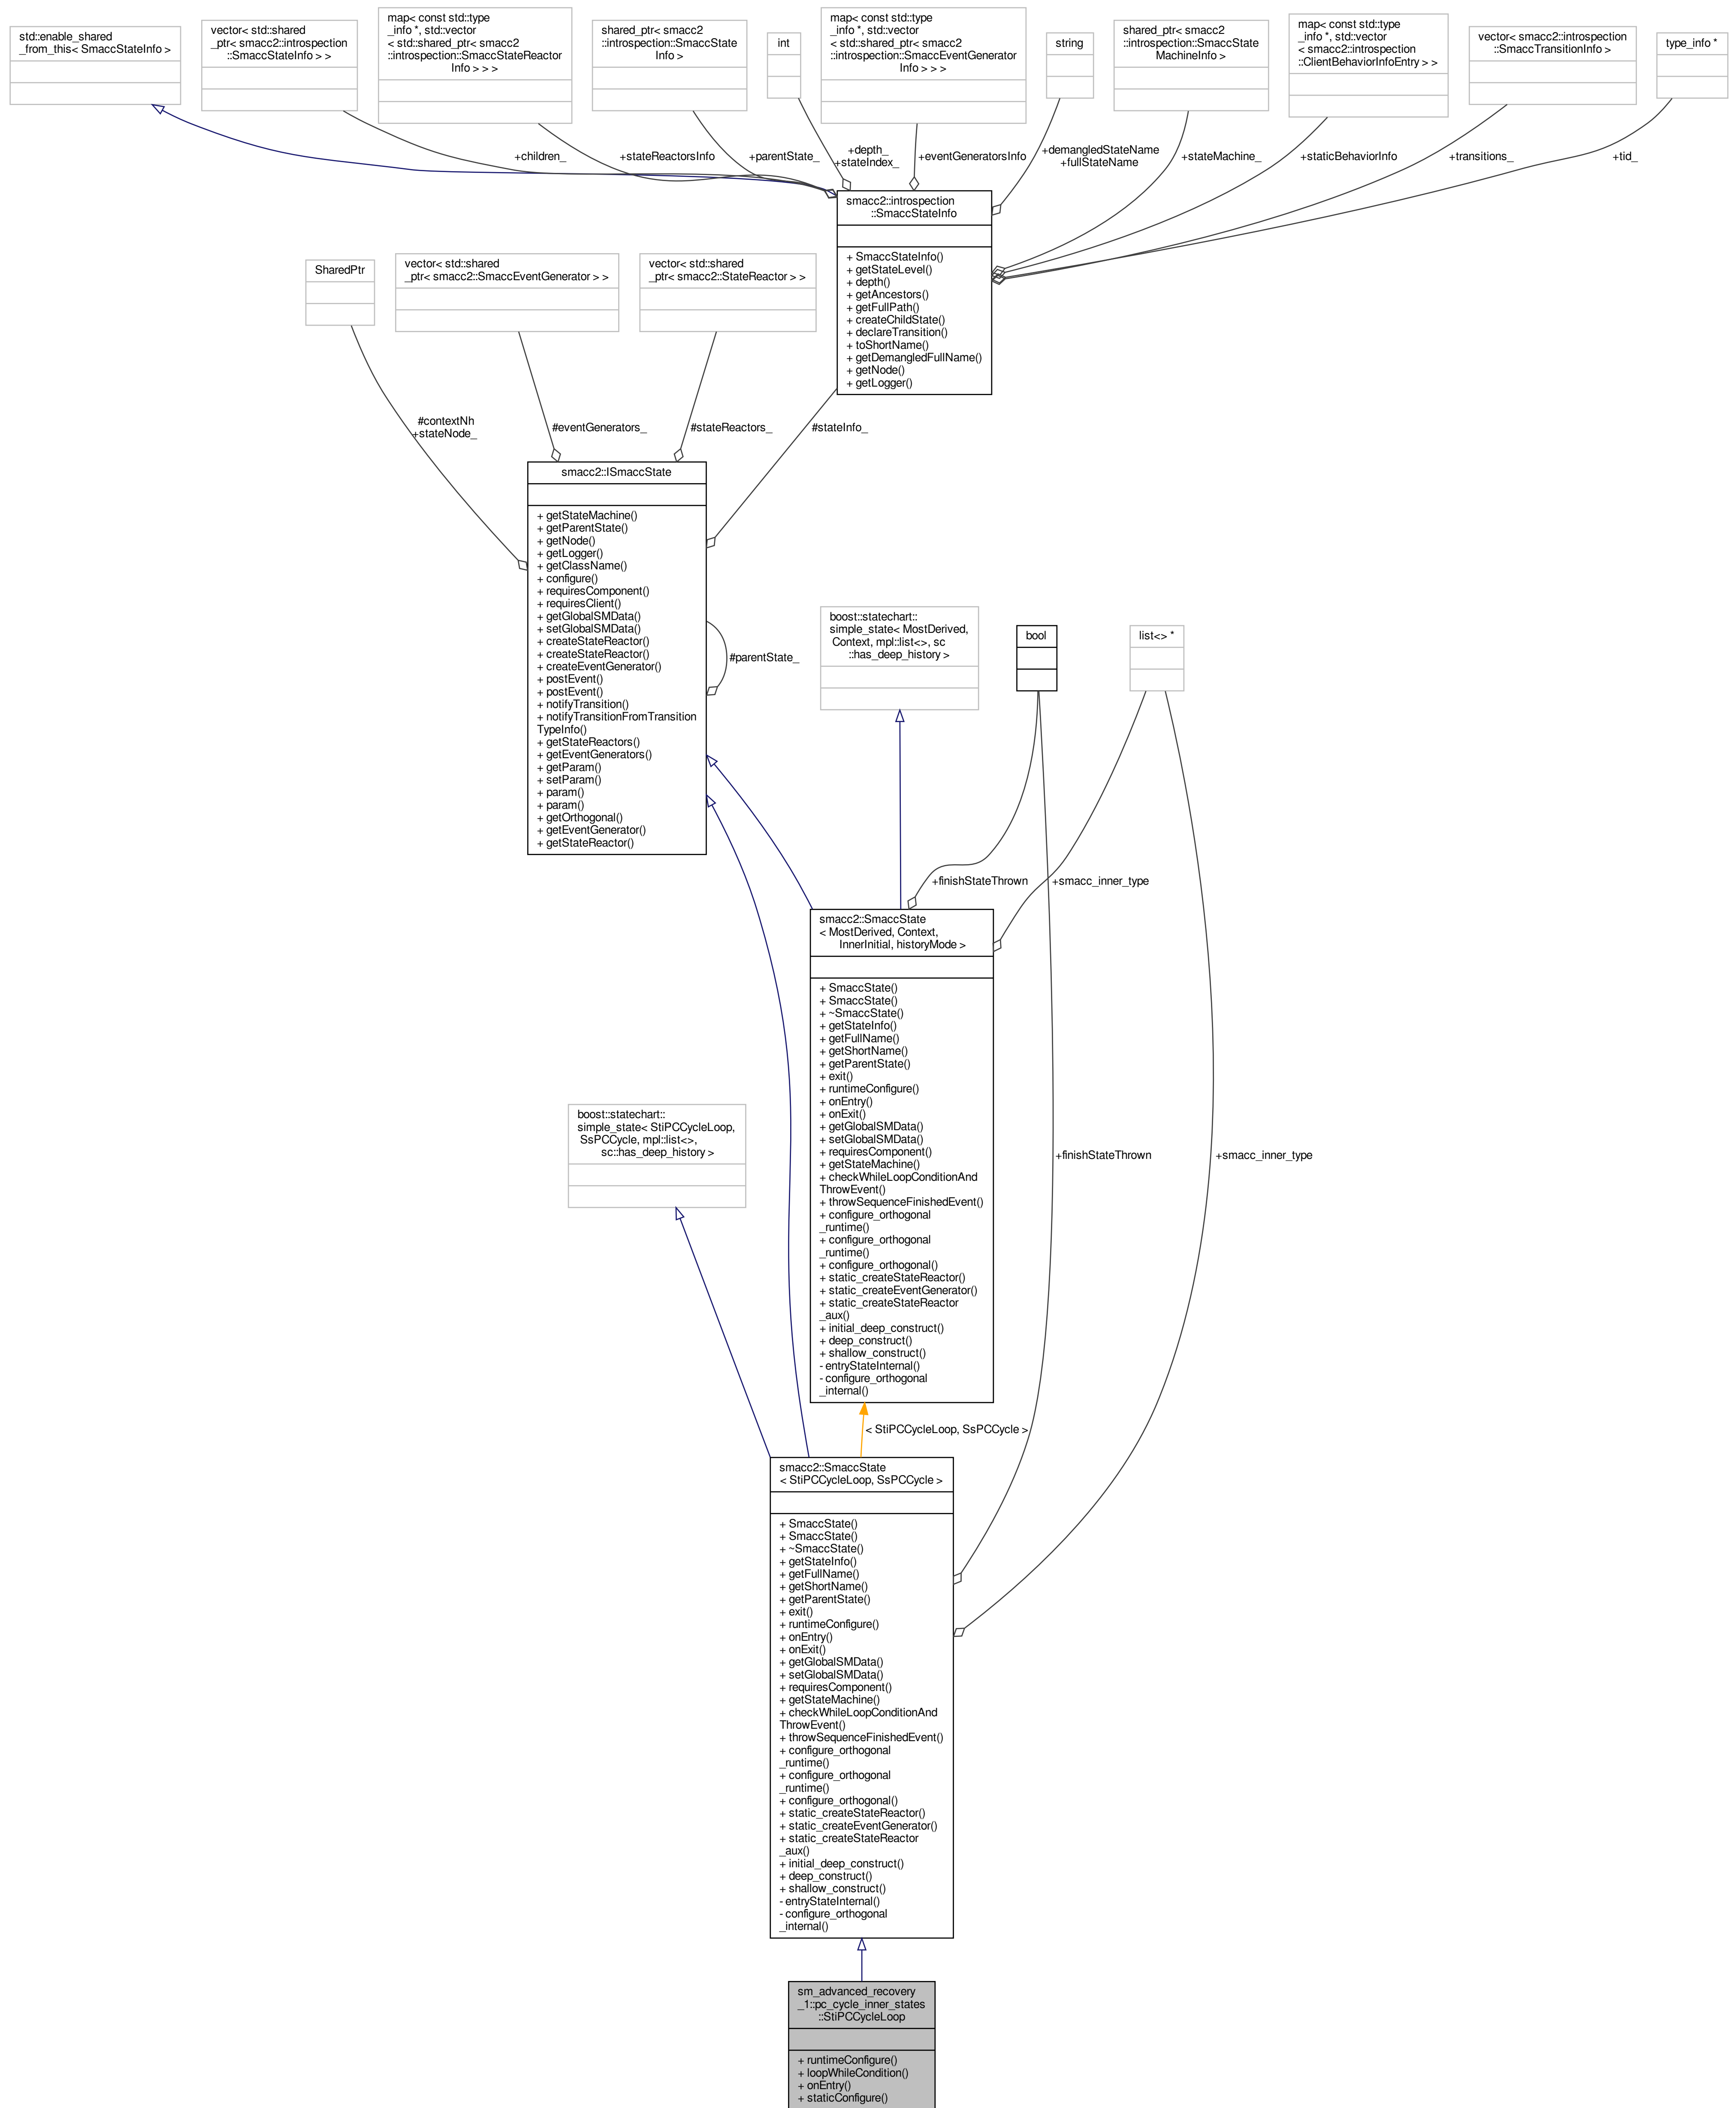 std::enable_shared
_from_this< SmaccStateInfo >
vector< std::shared
_ptr< smacc2::introspection
::SmaccStateInfo > >
map< const std::type
_info *, std::vector
< std::shared_ptr< smacc2
::introspection::SmaccStateReactor
Info > > >
shared_ptr< smacc2
::introspection::SmaccState
Info >
int
map< const std::type
_info *, std::vector
< std::shared_ptr< smacc2
::introspection::SmaccEventGenerator
Info > > >
string
shared_ptr< smacc2
::introspection::SmaccState
MachineInfo >
map< const std::type
_info *, std::vector
< smacc2::introspection
::ClientBehaviorInfoEntry > >
vector< smacc2::introspection
::SmaccTransitionInfo >
type_info *
+children_
+stateReactorsInfo
+parentState_
+depth_
+stateIndex_
+eventGeneratorsInfo
+demangledStateName
+fullStateName
+stateMachine_
+staticBehaviorInfo
+transitions_
+tid_
smacc2::introspection
::SmaccStateInfo
+ SmaccStateInfo()
+ getStateLevel()
+ depth()
+ getAncestors()
+ getFullPath()
+ createChildState()
+ declareTransition()
+ toShortName()
+ getDemangledFullName()
+ getNode()
+ getLogger()
SharedPtr
vector< std::shared
_ptr< smacc2::SmaccEventGenerator > >
vector< std::shared
_ptr< smacc2::StateReactor > >
#contextNh
+stateNode_
#eventGenerators_
#stateReactors_
#stateInfo_
smacc2::ISmaccState
+ getStateMachine()
+ getParentState()
+ getNode()
+ getLogger()
+ getClassName()
+ configure()
+ requiresComponent()
+ requiresClient()
+ getGlobalSMData()
+ setGlobalSMData()
+ createStateReactor()
+ createStateReactor()
+ createEventGenerator()
+ postEvent()
+ postEvent()
+ notifyTransition()
+ notifyTransitionFromTransition
TypeInfo()
+ getStateReactors()
+ getEventGenerators()
+ getParam()
+ setParam()
+ param()
+ param()
+ getOrthogonal()
+ getEventGenerator()
+ getStateReactor()
#parentState_
boost::statechart::
simple_state< MostDerived,
Context, mpl::list<>, sc
::has_deep_history >
bool
list<> *
+finishStateThrown
+smacc_inner_type
smacc2::SmaccState
< MostDerived, Context,
InnerInitial, historyMode >
+ SmaccState()
+ SmaccState()
+ ~SmaccState()
+ getStateInfo()
+ getFullName()
+ getShortName()
+ getParentState()
+ exit()
+ runtimeConfigure()
+ onEntry()
+ onExit()
+ getGlobalSMData()
+ setGlobalSMData()
+ requiresComponent()
+ getStateMachine()
+ checkWhileLoopConditionAnd
ThrowEvent()
+ throwSequenceFinishedEvent()
+ configure_orthogonal
_runtime()
+ configure_orthogonal
_runtime()
+ configure_orthogonal()
+ static_createStateReactor()
+ static_createEventGenerator()
+ static_createStateReactor
_aux()
+ initial_deep_construct()
+ deep_construct()
+ shallow_construct()
- entryStateInternal()
- configure_orthogonal
_internal()
boost::statechart::
simple_state< StiPCCycleLoop,
SsPCCycle, mpl::list<>,
sc::has_deep_history >
+finishStateThrown
+smacc_inner_type
< StiPCCycleLoop, SsPCCycle >
smacc2::SmaccState
< StiPCCycleLoop, SsPCCycle >
+ SmaccState()
+ SmaccState()
+ ~SmaccState()
+ getStateInfo()
+ getFullName()
+ getShortName()
+ getParentState()
+ exit()
+ runtimeConfigure()
+ onEntry()
+ onExit()
+ getGlobalSMData()
+ setGlobalSMData()
+ requiresComponent()
+ getStateMachine()
+ checkWhileLoopConditionAnd
ThrowEvent()
+ throwSequenceFinishedEvent()
+ configure_orthogonal
_runtime()
+ configure_orthogonal
_runtime()
+ configure_orthogonal()
+ static_createStateReactor()
+ static_createEventGenerator()
+ static_createStateReactor
_aux()
+ initial_deep_construct()
+ deep_construct()
+ shallow_construct()
- entryStateInternal()
- configure_orthogonal
_internal()
sm_advanced_recovery
_1::pc_cycle_inner_states
::StiPCCycleLoop
+ runtimeConfigure()
+ loopWhileCondition()
+ onEntry()
+ staticConfigure()